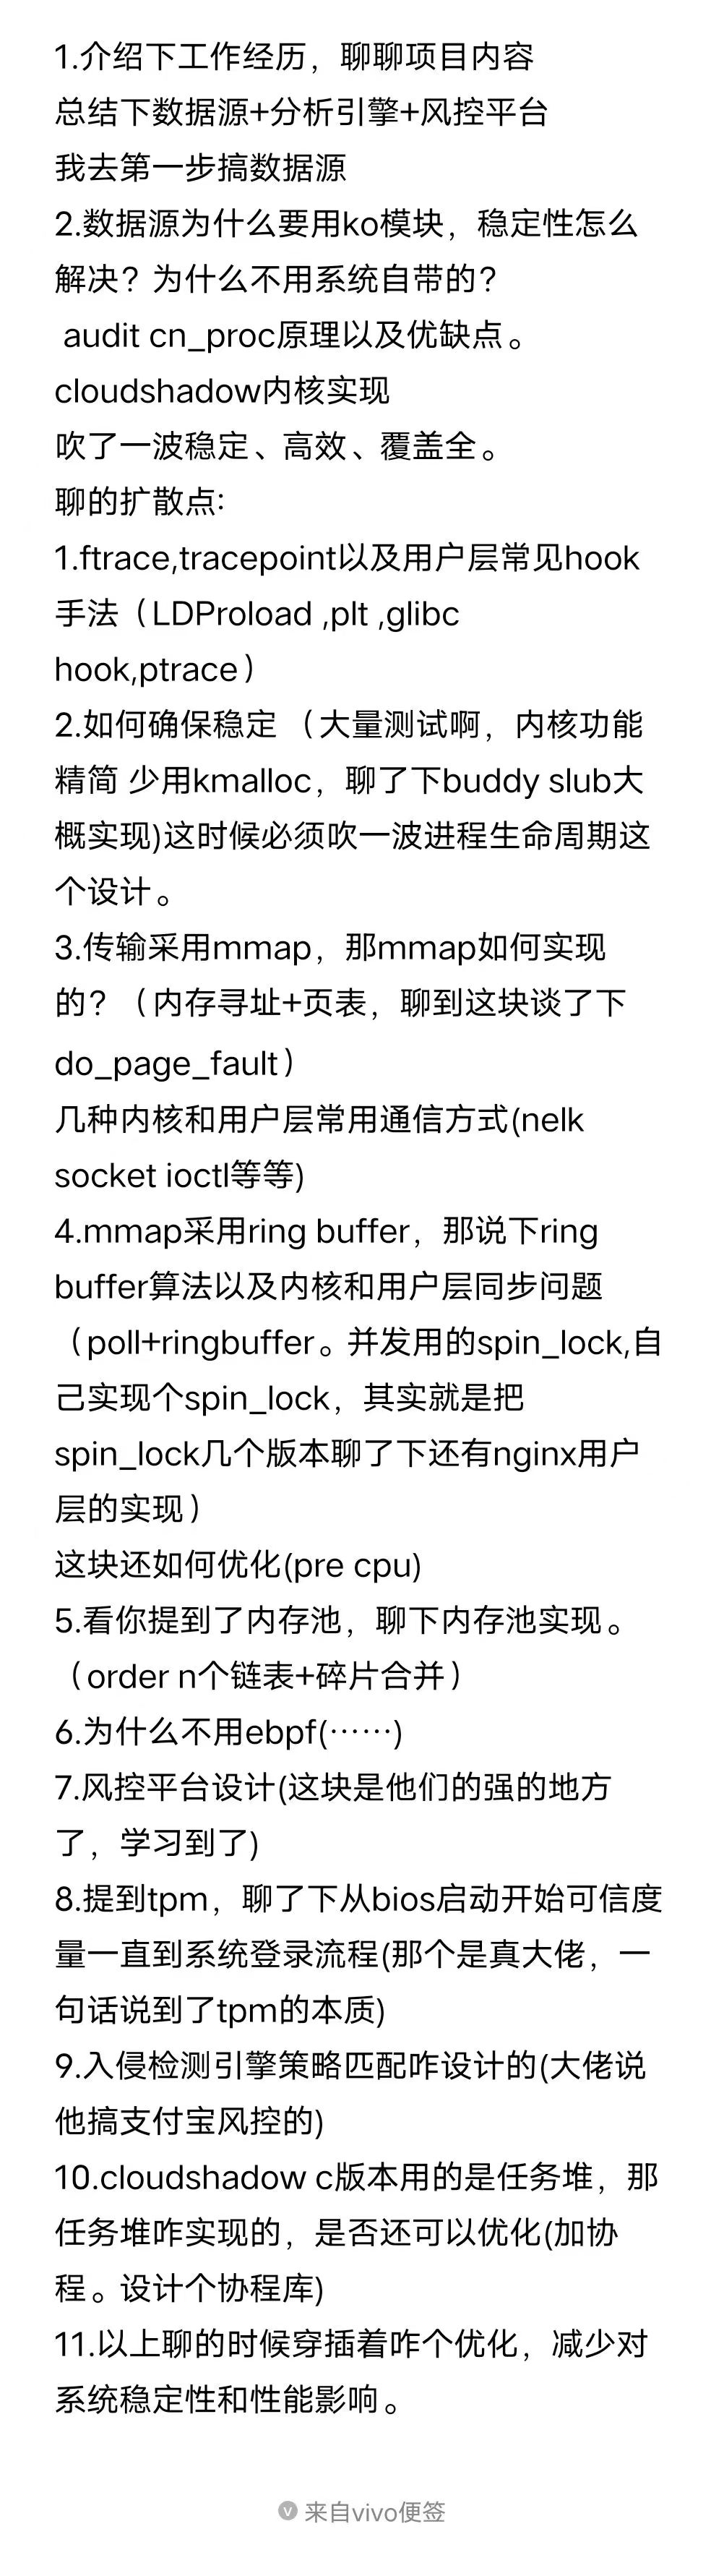 1.介绍下工作经历，聊聊项目内容
总结下数据源+分析引擎+风控平台
我去第一步搞数据源
2.数据源为什么要用ko模块，稳定性怎么
解决？为什么不用系统自带的？
audit cn_proc原理以及优缺点。
cloudshadow内核实现
吹了一波稳定、高效、覆盖全。
聊的扩散点:
1.ftrace,tracepoint以及用户层常见hook
手法（LDProload ,plt ,glibc
hook,ptrace）
2.如何确保稳定 （大量测试啊，内核功能
精简 少用kmalloc，聊了下buddy slub大
概实现)这时候必须吹一波进程生命周期这
个设计。
3.传输采用mmap，那mmap如何实现
的？（内存寻址+页表，聊到这块谈了下
do_page_fault）
几种内核和用户层常用通信方式(nelk
socket ioctl等等)
4.mmap采用ring buffer，那说下ring
buffer算法以及内核和用户层同步问题
（poll+ringbuffer。并发用的spin_lock,自
己实现个spin_lock，其实就是把
spin_lock几个版本聊了下还有nginx用户
层的实现）
这块还如何优化(pre cpu)
5.看你提到了内存池，聊下内存池实现。
（order n个链表+碎片合并）
6.为什么不用ebpf(……)
7.风控平台设计(这块是他们的强的地方
了，学习到了)
8.提到tpm，聊了下从bios启动开始可信度
量一直到系统登录流程(那个是真大佬，一
句话说到了tpm的本质)
9.入侵检测引擎策略匹配咋设计的(大佬说
他搞支付宝风控的)
10.cloudshadow c版本用的是任务堆，那
任务堆咋实现的，是否还可以优化(加协
程。设计个协程库)
11.以上聊的时候穿插着咋个优化，减少对
系统稳定性和性能影响。
来自vivo便签